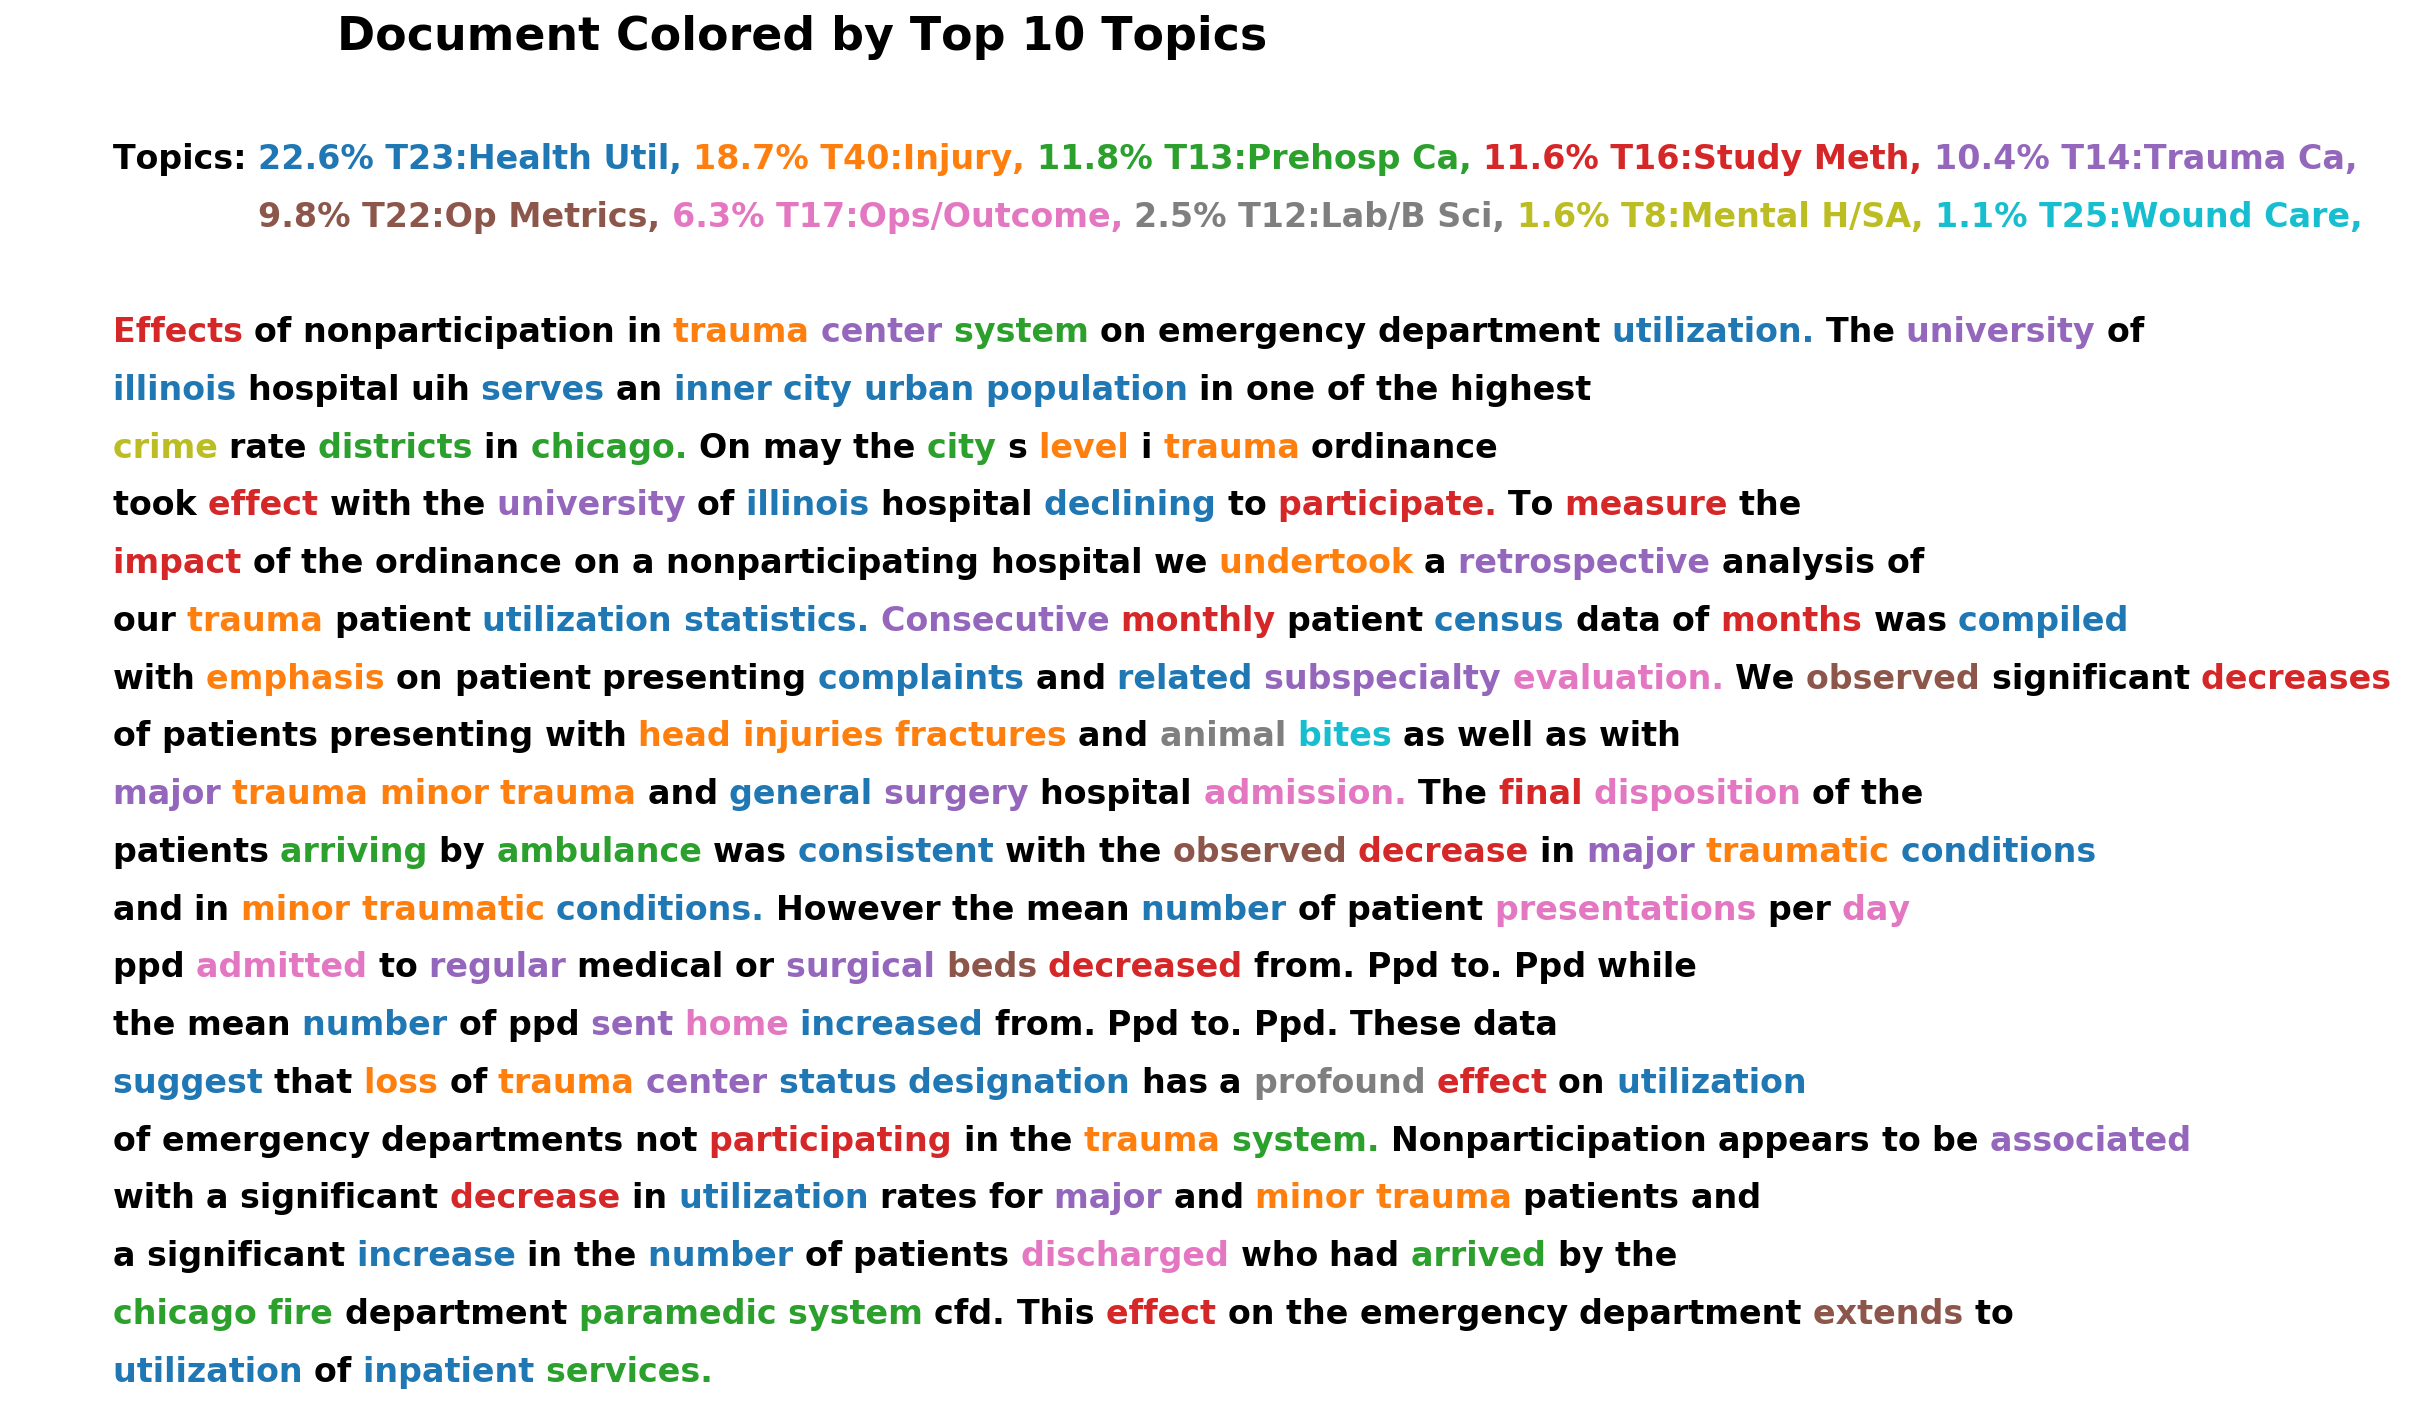 Document Colored by Top 10 Topics
Topics: 22.6% T23:Health Util, 18.7% T40:Injury, 11.8% T13:Prehosp Ca, 11.6% T16:Study Meth, 10.4% T14:Trauma Ca,
9.8% T22:Op Metrics, 6.3% T17:Ops/Outcome, 2.5% T12:Lab/B Sci, 1.6% T8:Mental H/SA, 1.1% T25:Wound Care,
Effects of nonparticipation in trauma center system on emergency department utilization. The university of
illinois hospital uih serves an inner city urban population in one of the highest
crime rate districts in chicago. On may the city s level i trauma ordinance
took effect with the university of illinois hospital declining to participate. To measure the
impact of the ordinance on a nonparticipating hospital we undertook a retrospective analysis of
our trauma patient utilization statistics. Consecutive monthly patient census data of months was compiled
with emphasis on patient presenting complaints and related subspecialty evaluation. We observed significant decreases
of patients presenting with head injuries fractures and animal bites as well as with
major trauma minor trauma and general surgery hospital admission. The final disposition of the
patients arriving by ambulance was consistent with the observed decrease in major traumatic conditions
and in minor traumatic conditions. However the mean number of patient presentations per day
ppd admitted to regular medical or surgical beds decreased from. Ppd to. Ppd while
the mean number of ppd sent home increased from. Ppd to. Ppd. These data
suggest that loss of trauma center status designation has a profound effect on utilization
of emergency departments not participating in the trauma system. Nonparticipation appears to be associated
with a significant decrease in utilization rates for major and minor trauma patients and
a significant increase in the number of patients discharged who had arrived by the
chicago fire department paramedic system cfd. This effect on the emergency department extends to
utilization of inpatient services.